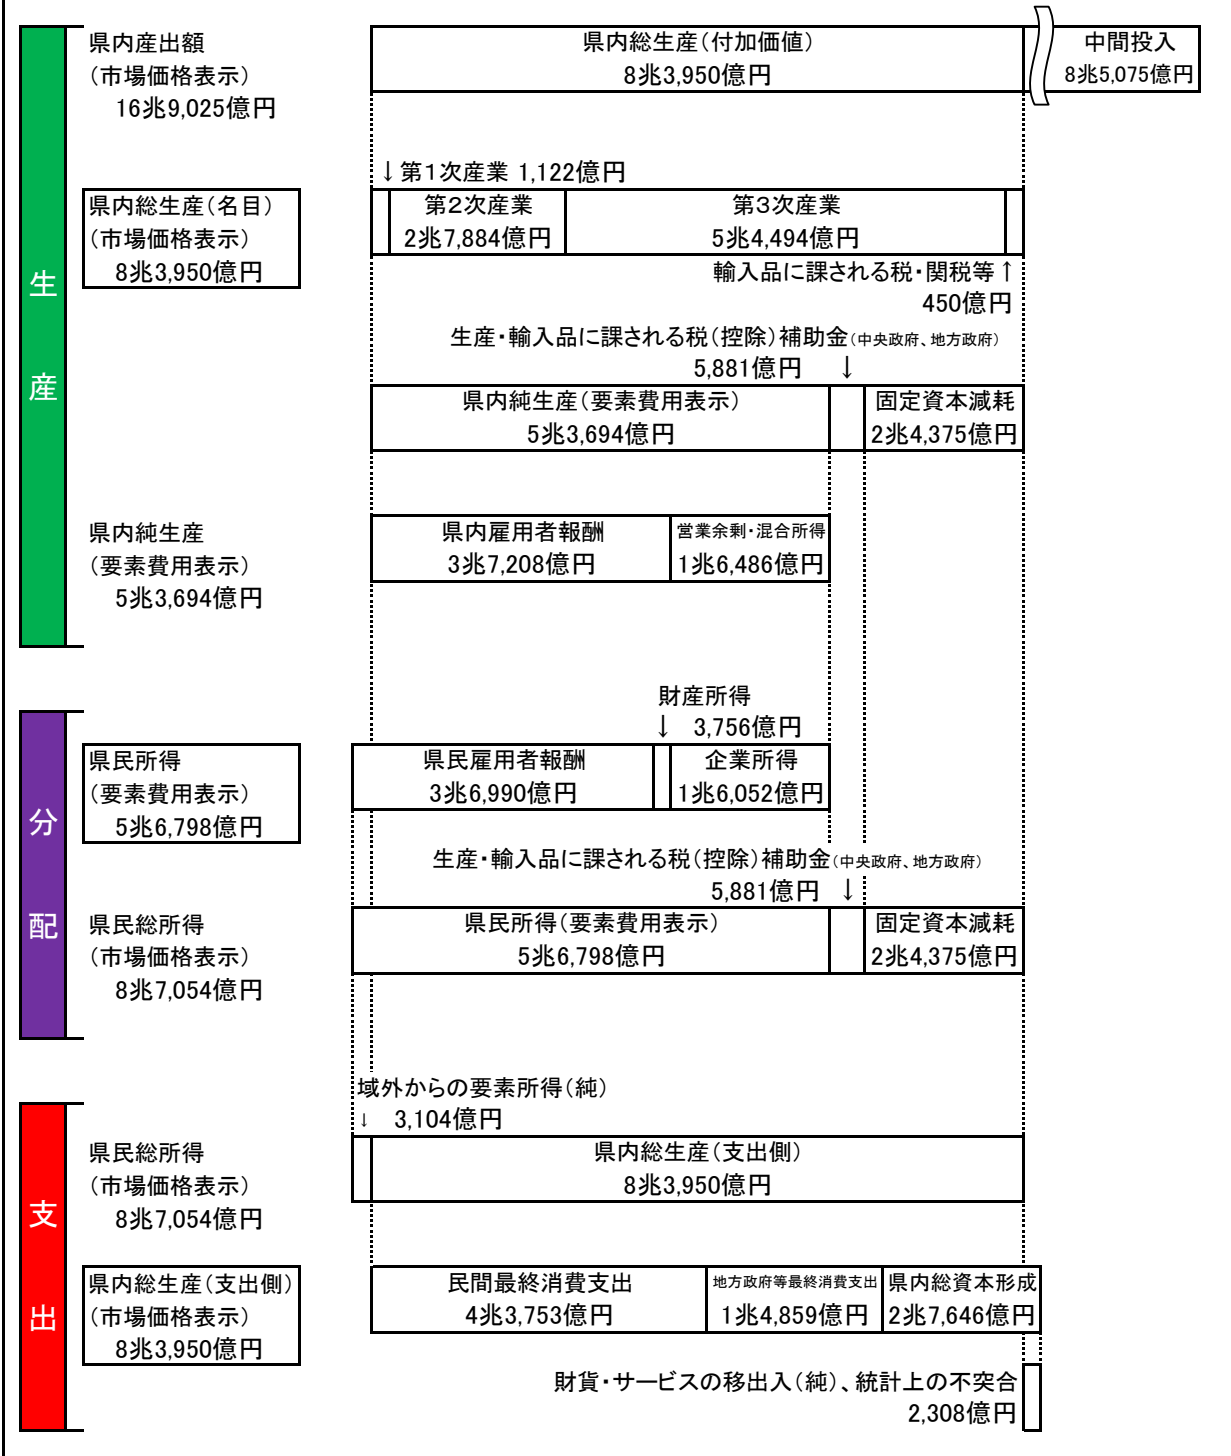 生産
県内産出額
（市場価格表示）
16兆9,025億円
県内総生産（付加価値）
8兆3,950億円
中間投入
8兆5,075億円
↓第１次産業 1,122億円
県内総生産（名目）
（市場価格表示）
8兆3,950億円
第２次産業
2兆7,884億円
第３次産業
5兆4,494億円
輸入品に課される税・関税等↑
450億円
生産・輸入品に課される税（控除）補助金（中央政府、地方政府）
5,881億円 ↓
県内純生産（要素費用表示）
5兆3,694億円
固定資本減耗
2兆4,375億円
県内純生産
（要素費用表示）
5兆3,694億円
県内雇用者報酬
3兆7,208億円
営業余剰・混合所得
1兆6,486億円
分配
財産所得
↓ 3,756億円
県民所得
（要素費用表示）
5兆6,798億円
県民雇用者報酬
3兆6,990億円
企業所得
1兆6,052億円
生産・輸入品に課される税（控除）補助金（中央政府、地方政府）
5,881億円 ↓
県民総所得
（市場価格表示）
8兆7,054億円
県民所得（要素費用表示）
5兆6,798億円
固定資本減耗
2兆4,375億円
支出
域外からの要素所得（純）
↓ 3,104億円
県民総所得
（市場価格表示）
8兆7,054億円
県内総生産（支出側）
8兆3,950億円
県内総生産（支出側）
（市場価格表示）
8兆3,950億円
民間最終消費支出
4兆3,753億円
地方政府等最終消費支出
1兆4,859億円
県内総資本形成
2兆7,646億円
財貨・サービスの移出入（純）、統計上の不突合
2,308億円